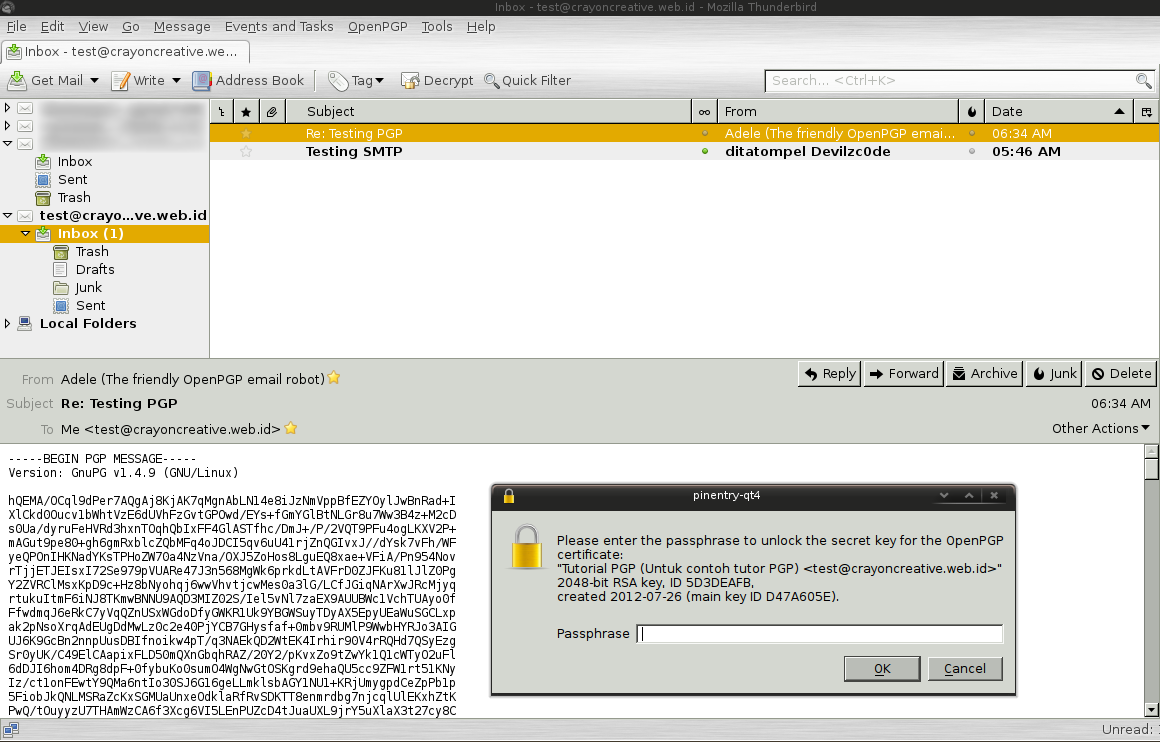 Inbox - test@crayoncreative.web.id - Mozilla Thunderbird
File Edit View Go Message Events and Tasks OpenPGP Tools Help
Inbox - test@crayoncreative.we...
Get Mail Write Address Book Tag Decrypt Quick Filter Search... <Ctrl+K>
Subject From Date
Re: Testing PGP Adele (The friendly OpenPGP emai... 06:34 AM
Testing SMTP ditatompel Devilzc0de 05:46 AM
Inbox
Sent
Trash
test@crayo...ve.web.id
Inbox (1)
Trash
Drafts
Junk
Sent
Local Folders
From Adele (The friendly OpenPGP email robot)
Reply Forward Archive Junk Delete
Subject Re: Testing PGP 06:34 AM
To Me <test@crayoncreative.web.id> Other Actions
-----BEGIN PGP MESSAGE-----
Version: GnuPG v1.4.9 (GNU/Linux)
hQEMA/OCql9dPer7AQgAj8KjAK7qMgnAbLN14e8iJzNmVppBfEZYOylJwBnRad+I
XlCkd0Oucv1bWhtVzE6dUVhFzGvtGPOwd/EYs+fGmYGlBtNLGr8u7Ww3B4z+M2cD
s0Ua/dyruFeHVRd3hxnTOqhQbIxFF4GlASTfhc/DmJ+/P/2VQT9PFu4ogLKXV2P+
mAGut9pe80+gh6gmRxblcZQbMFq4oJDCI5qv6uU41rjZnQGIvxJ//dYsk7vFh/WF
yeQPOnIHKNadYKsTPHoZW70a4NzVna/OXJ5ZoHos8LguEQ8xae+VFiA/Pn954Nov
rTjjETJEIsxI72Se979pVUARe47J3n568MgWk6prkdLtAVFrD0ZJFKu81lJlZ0Pg
Y2ZVRClMsxKpD9c+Hz8bNyohqj6wwVhvtjcwMesOa3lG/LCfJGiqNArXwJRcMjyq
rtukuItmF6iNJ8TKmwBNNU9AQD3MIZ02S/Iel5vNl7zaEX9AUUBWc1VchTUAyo0f
FfwdmqJ6eRkC7yVqQZnUSxWGdoDfyGWKR1Uk9YBGWSuyTDyAX5EpyUEaWuSGCLxp
ak2pNsoXrqAdEUgDdMwLz0c2e40PjYCB7GHysfaf+0mbv9RUMlP9WwbHYRJo3AIG
UJ6K9GcBn2nnpUusDBIfnoikw4pT/q3NAEkQD2WtEK4Irhir90V4rRQHd7QSyEzg
Sr0yUK/C49ElCAapixFLD50mQXnGbqhRAZ/20Y2/pKvxZo9tZwYk1Q1cWTyO2uFl
6dDJI6hom4DRg8dpF+0fybuKo0sumO4WgNwGtOSKgrd9ehaQU5cc9ZFW1rt51KNy
Iz/ct1onFEwtY9QMa6ntIo30SJ6G16geLLmklsbAGY1NU1+KRjUmygpdCeZpPb1p
5FiobJkQNLMSRaZcKxSGMUaUnxeOdklaRfRvSDKTT8enmrdbg7njcqlUlEKxhZtK
PwQ/tOuyyzU7THAmWzCA6f3Xcg6VI5LEnPUZcD4tJuaUXL9jrY5uXlaX3t27cy8C
pinentry-qt4
Please enter the passphrase to unlock the secret key for the OpenPGP
certificate:
"Tutorial PGP (Untuk contoh tutor PGP) <test@crayoncreative.web.id>"
2048-bit RSA key, ID 5D3DEAFB,
created 2012-07-26 (main key ID D47A605E).
Passphrase
OK Cancel
Unread: